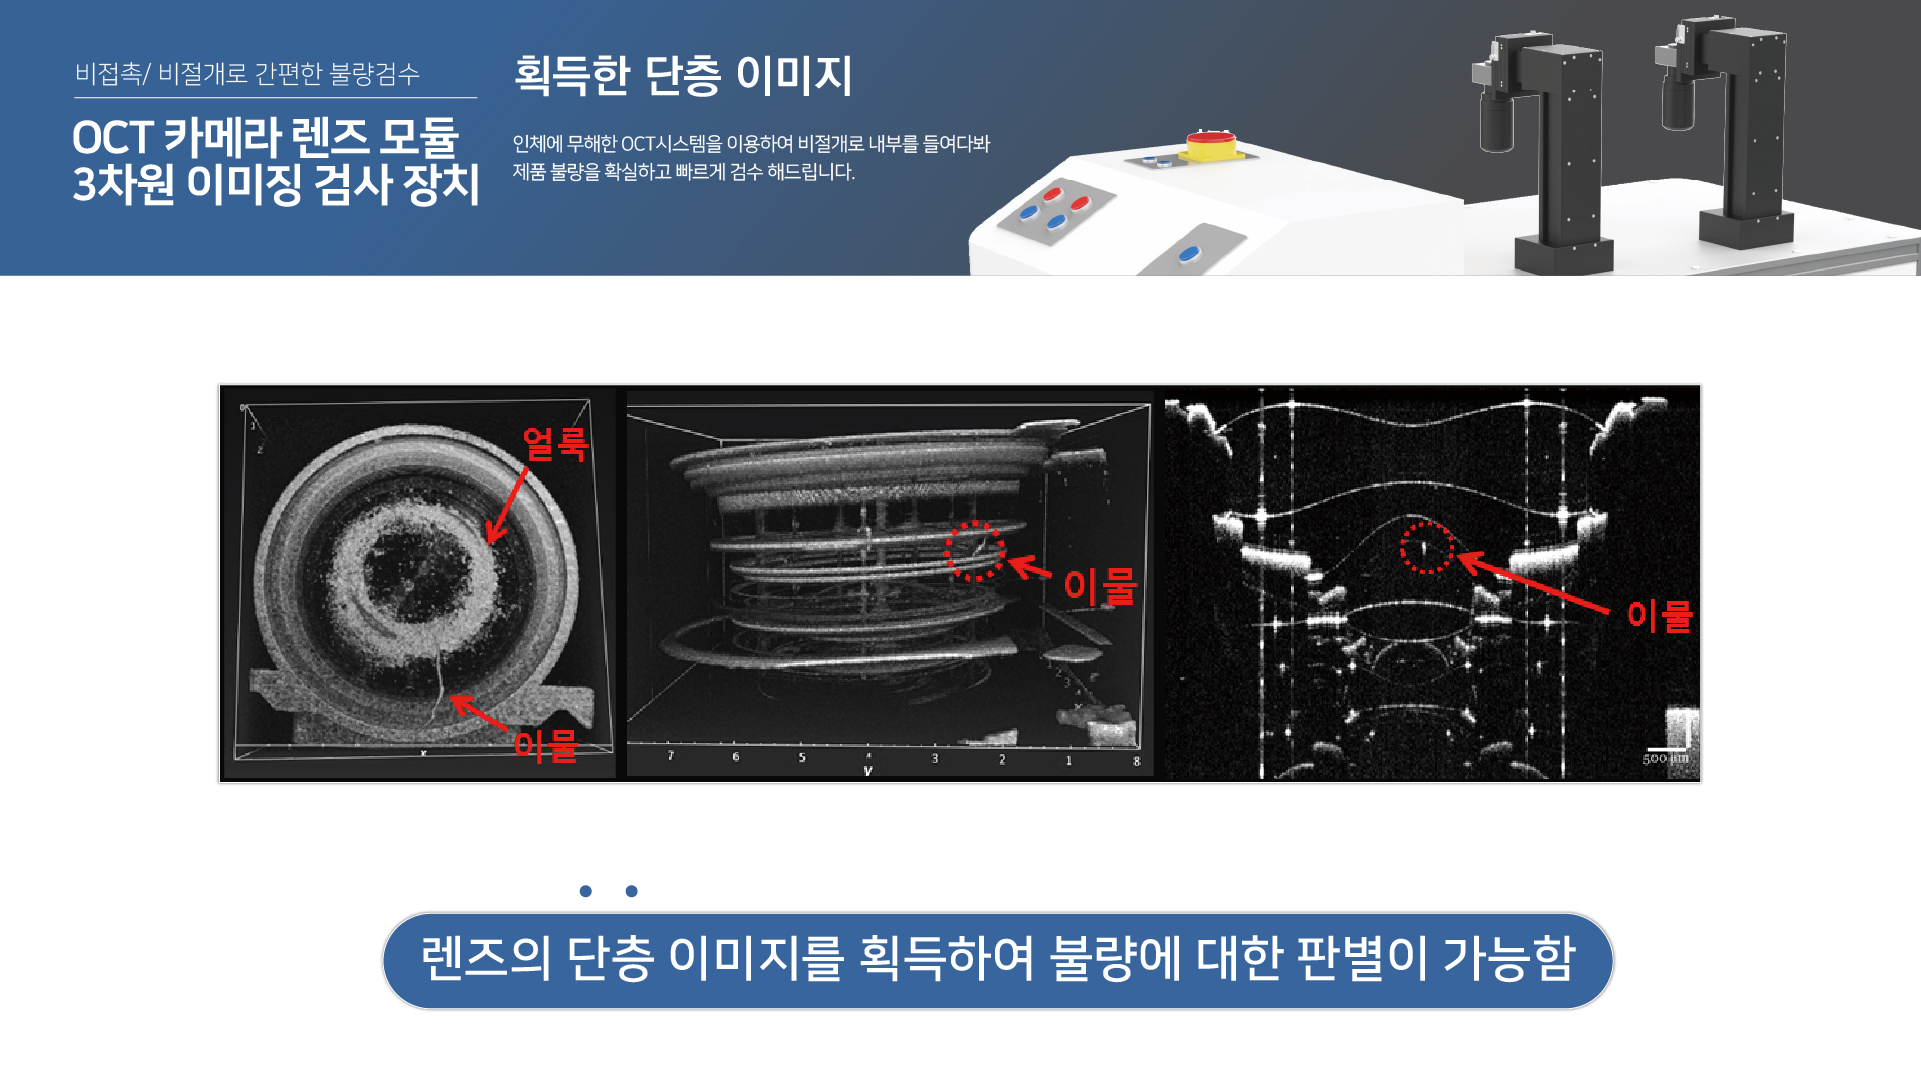 비접촉/ 비절개로 간편한 불량검수
OCT 카메라 렌즈 모듈
3차원 이미징 검사 장치
획득한 단층 이미지
인체에 무해한 OCT시스템을 이용하여 비절개로 내부를 들여다봐
제품 불량을 확실하고 빠르게 검수 해드립니다.
0
1
2
얼룩
이물
x
이물
1
2
3
7 6 5 4 3 2 1 8
이물
500 μm
렌즈의 단층 이미지를 획득하여 불량에 대한 판별이 가능함